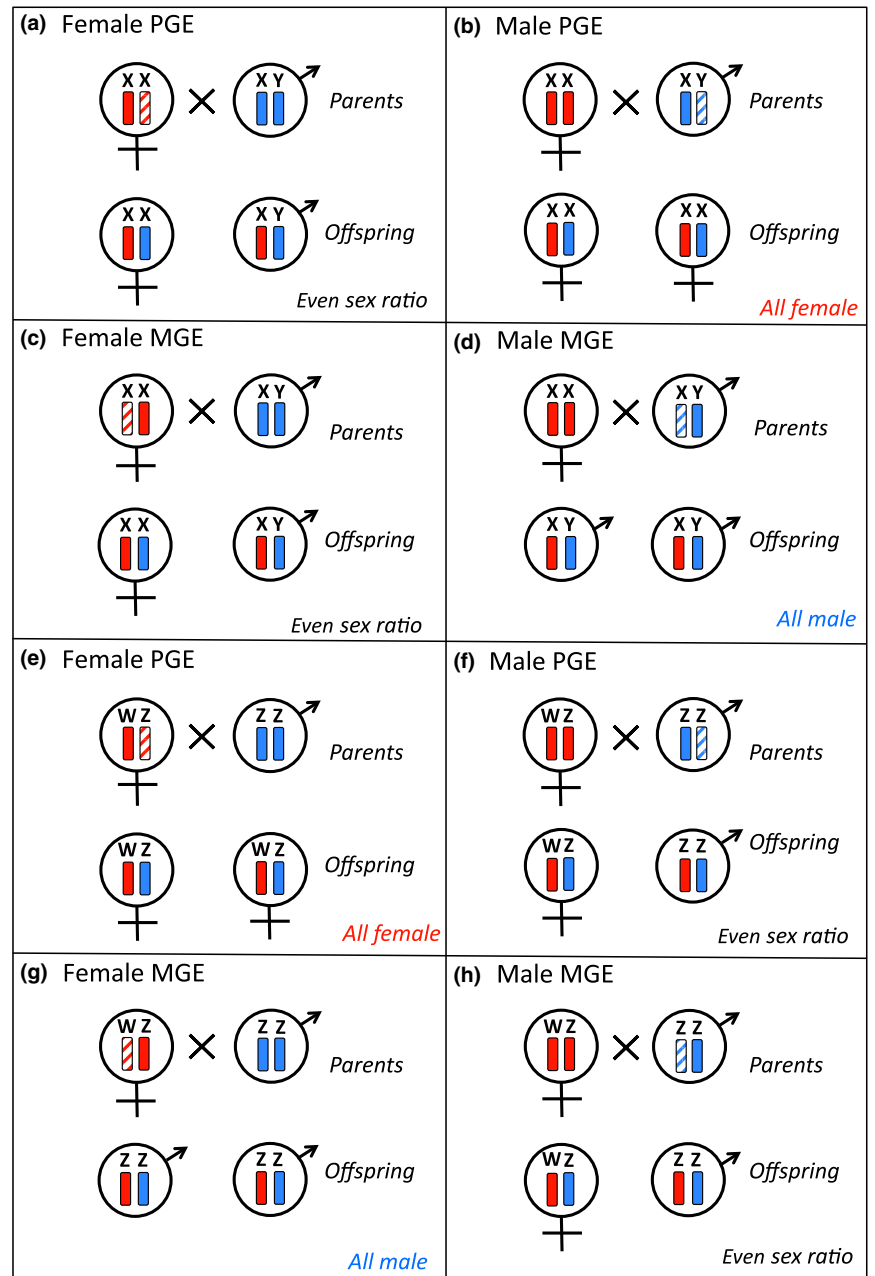 (a) Female PGE
X X X Y
Parents
X X X Y
Offspring
Even sex ratio
(b) Male PGE
X X X Y
Parents
X X X X
Offspring
All female
(c) Female MGE
X X X Y
Parents
X X X Y
Offspring
Even sex ratio
(d) Male MGE
X X X Y
Parents
X Y X Y
Offspring
All male
(e) Female PGE
W Z Z Z
Parents
W Z W Z
Offspring
All female
(f) Male PGE
W Z Z Z
Parents
W Z Z Z
Offspring
Even sex ratio
(g) Female MGE
W Z Z Z
Parents
Z Z Z Z
Offspring
All male
(h) Male MGE
W Z Z Z
Parents
W Z Z Z
Offspring
Even sex ratio